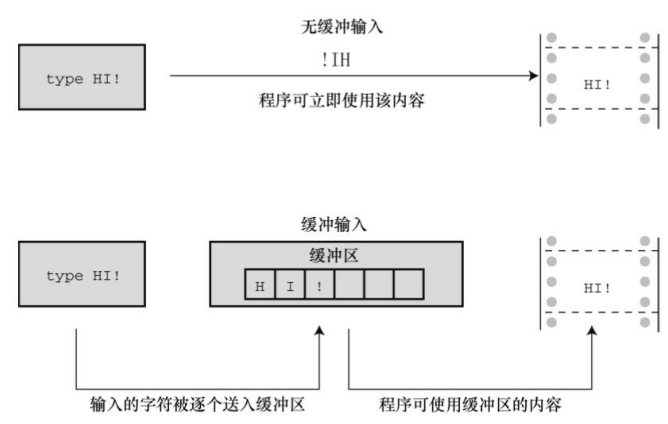 无缓冲输入
type HI!
!IH
HI!
程序可立即使用该内容
缓冲输入
type HI!
缓冲区
H I !
HI!
输入的字符被逐个送入缓冲区
程序可使用缓冲区的内容